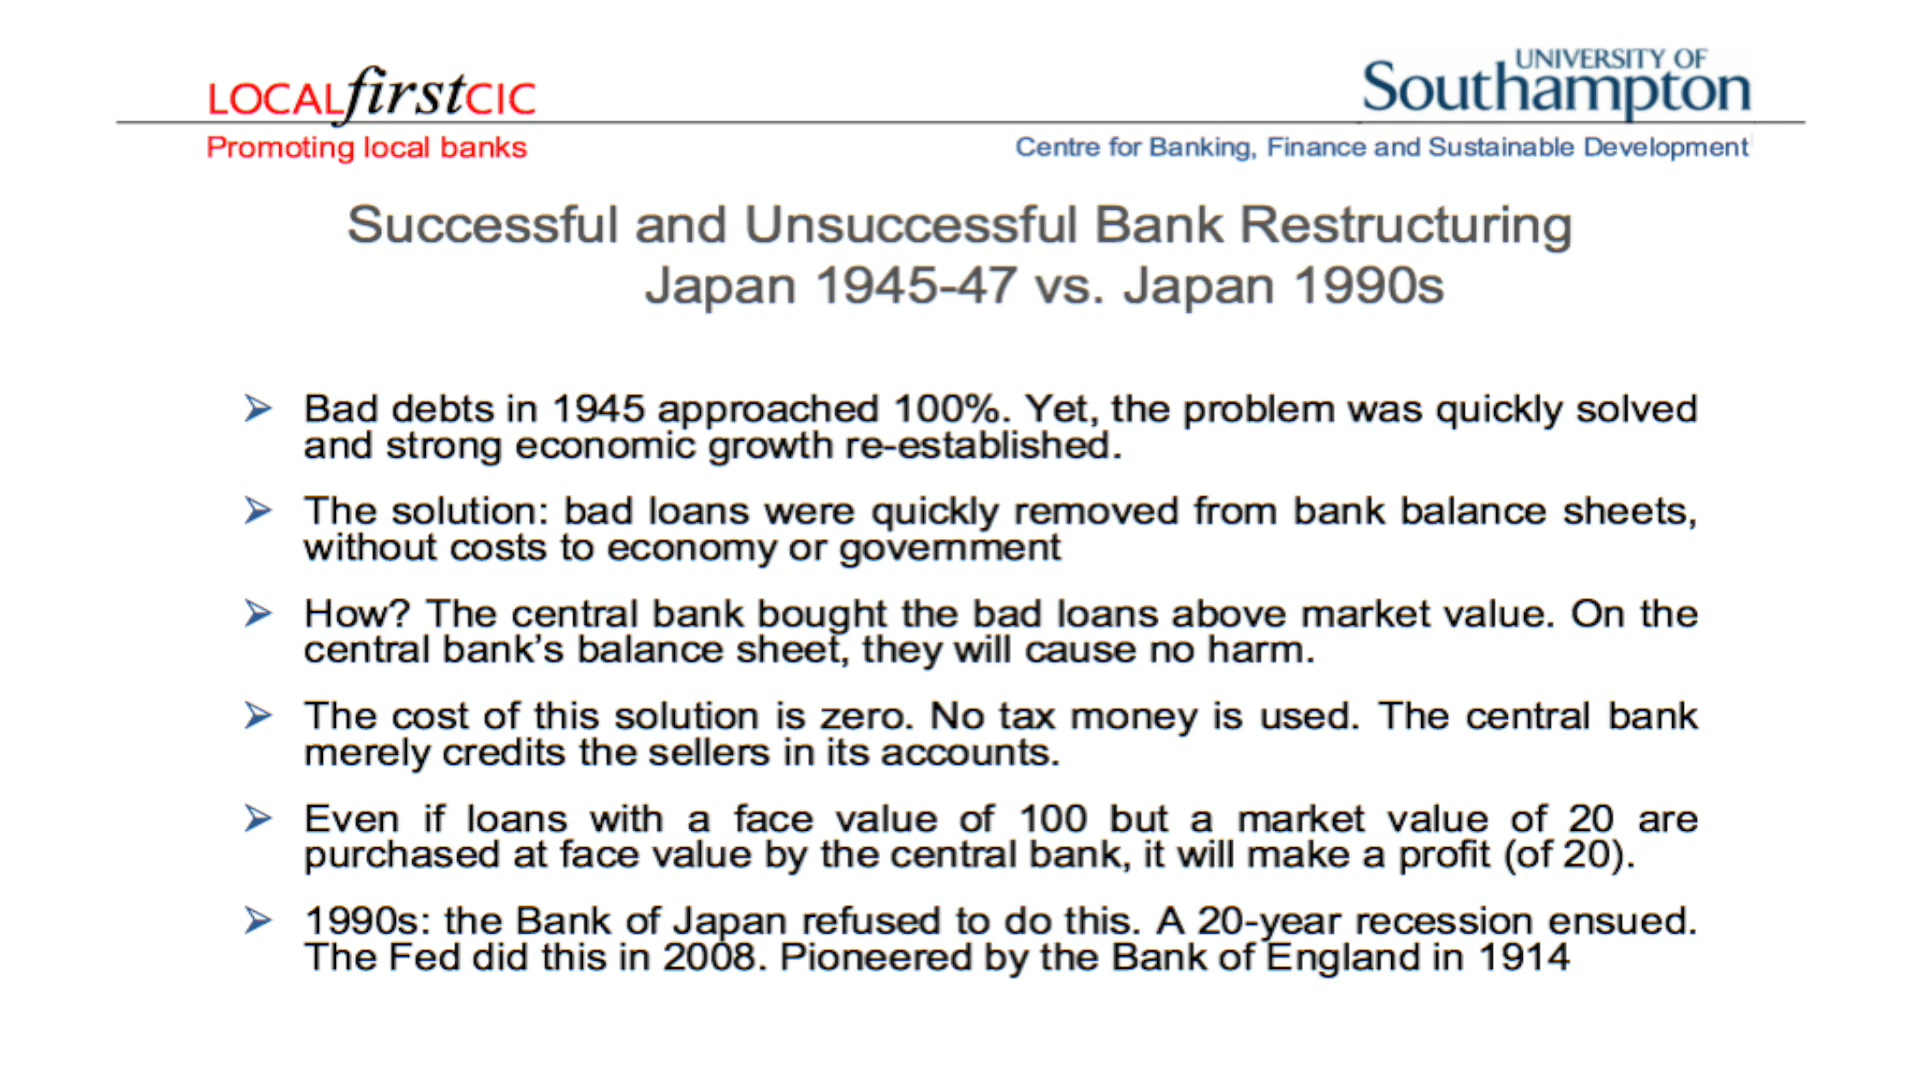 LOCALfirstCIC
Promoting local banks
UNIVERSITY OF
Southampton
Centre for Banking, Finance and Sustainable Development
Successful and Unsuccessful Bank Restructuring
Japan 1945-47 vs. Japan 1990s
➢ Bad debts in 1945 approached 100%. Yet, the problem was quickly solved
and strong economic growth re-established.
➢ The solution: bad loans were quickly removed from bank balance sheets,
without costs to economy or government
➢ How? The central bank bought the bad loans above market value. On the
central bank’s balance sheet, they will cause no harm.
➢ The cost of this solution is zero. No tax money is used. The central bank
merely credits the sellers in its accounts.
➢ Even if loans with a face value of 100 but a market value of 20 are
purchased at face value by the central bank, it will make a profit (of 20).
➢ 1990s: the Bank of Japan refused to do this. A 20-year recession ensued.
The Fed did this in 2008. Pioneered by the Bank of England in 1914